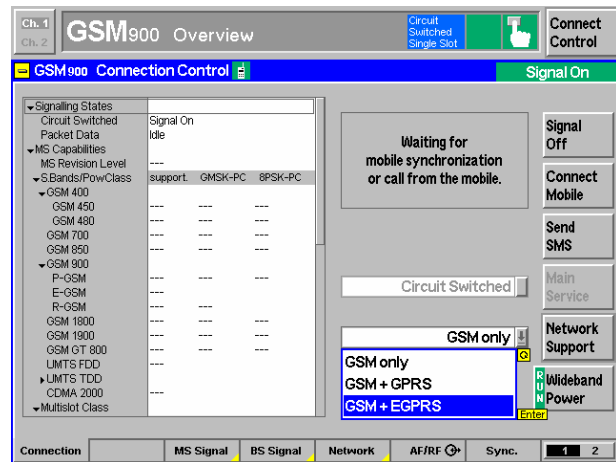 Ch. 1
Ch. 2
GSM900 Overview
Circuit
Switched
Single Slot
Connect
Control
GSM900 Connection Control
Signal On
Signalling States
Circuit Switched Signal On
Packet Data Idle
MS Capabilities
MS Revision Level ---
S.Bands/PowClass support. GMSK-PC 8PSK-PC
GSM 400
GSM 450 --- --- ---
GSM 480 --- --- ---
GSM 700 --- --- ---
GSM 850 --- --- ---
GSM 900
P-GSM --- --- ---
E-GSM ---
R-GSM --- ---
GSM 1800 --- --- ---
GSM 1900 --- --- ---
GSM GT 800 --- --- ---
UMTS FDD ---
UMTS TDD
CDMA 2000 ---
Multislot Class
Waiting for
mobile synchronization
or call from the mobile.
Circuit Switched
GSM only
GSM only
GSM + GPRS
GSM + EGPRS
Enter
Signal
Off
Connect
Mobile
Send
SMS
Main
Service
Network
Support
RUN
Wideband
Power
Connection MS Signal BS Signal Network AF/RF Sync. 1 2